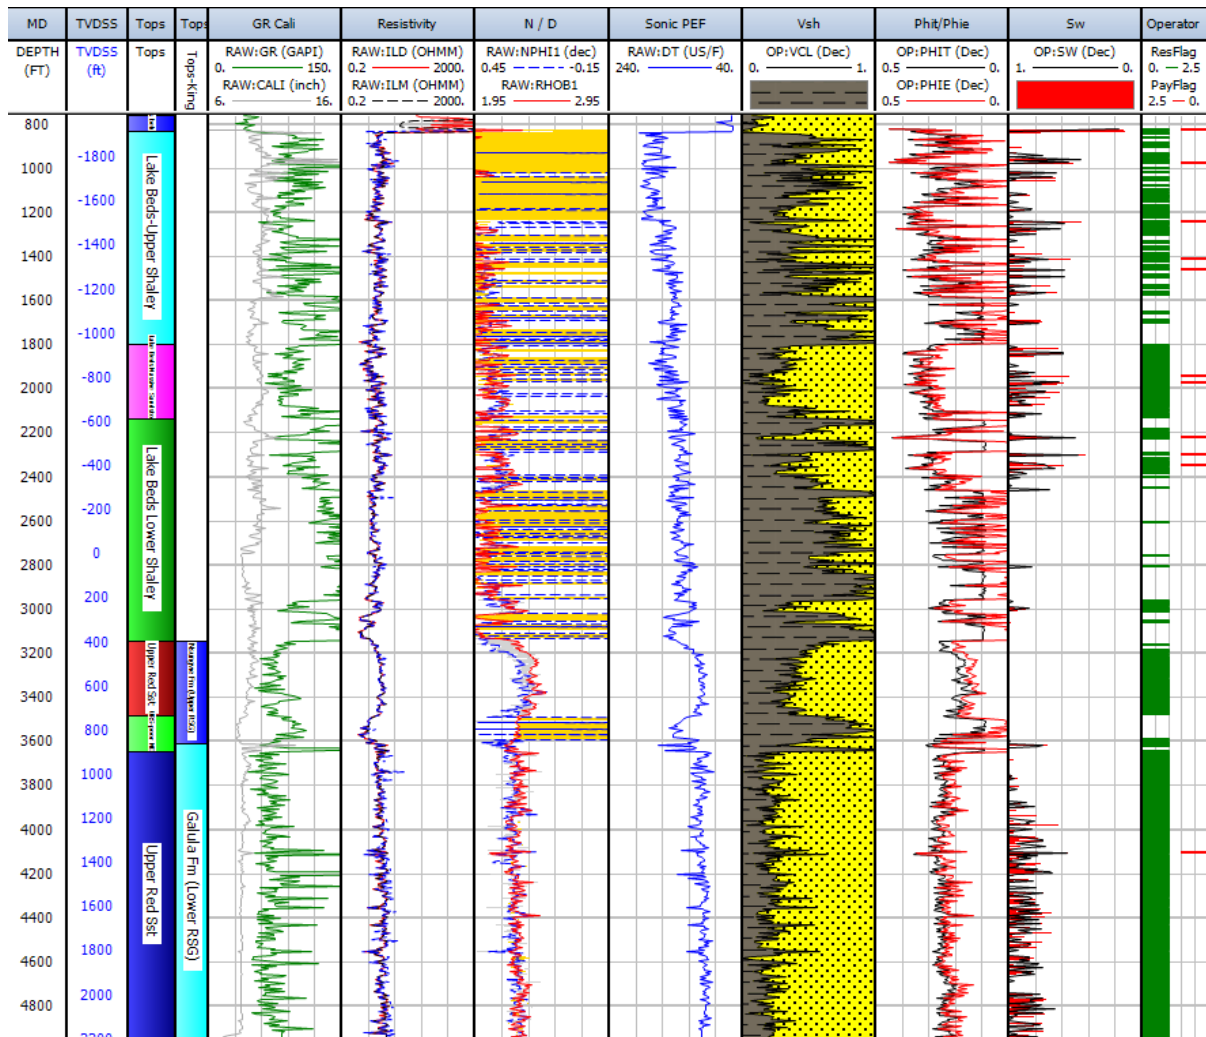 MD TVDSS Tops Tops GR Cali Resistivity N / D Sonic PEF Vsh Phit/Phie Sw Operator
DEPTH (FT)
TVDSS (ft)
Tops
Tops-King
RAW:GR (GAPI)
0. 150.
RAW:CALI (inch)
6. 16.
RAW:ILD (OHMM)
0.2 2000.
RAW:ILM (OHMM)
0.2 2000.
RAW:NPHI1 (dec)
0.45 -0.15
RAW:RHOB1
1.95 2.95
RAW:DT (US/F)
240. 40.
OP:VCL (Dec)
0. 1.
OP:PHIT (Dec)
0.5 0.
OP:PHIE (Dec)
0.5 0.
OP:SW (Dec)
1. 0.
ResFlag
0. 2.5
PayFlag
2.5 0.
800
-1800
1000
-1600
1200
-1400
1400
-1200
1600
-1000
1800
-800
2000
-600
2200
-400
2400
-200
2600
0
2800
200
3000
400
3200
600
3400
800
3600
1000
3800
1200
4000
1400
4200
1600
4400
1800
4600
2000
4800
Lake Beds-Upper Shaley
Lake Beds Lower Shaley
Upper Red Sst
Upper Red Sst
Galula Fm (Lower RSG)